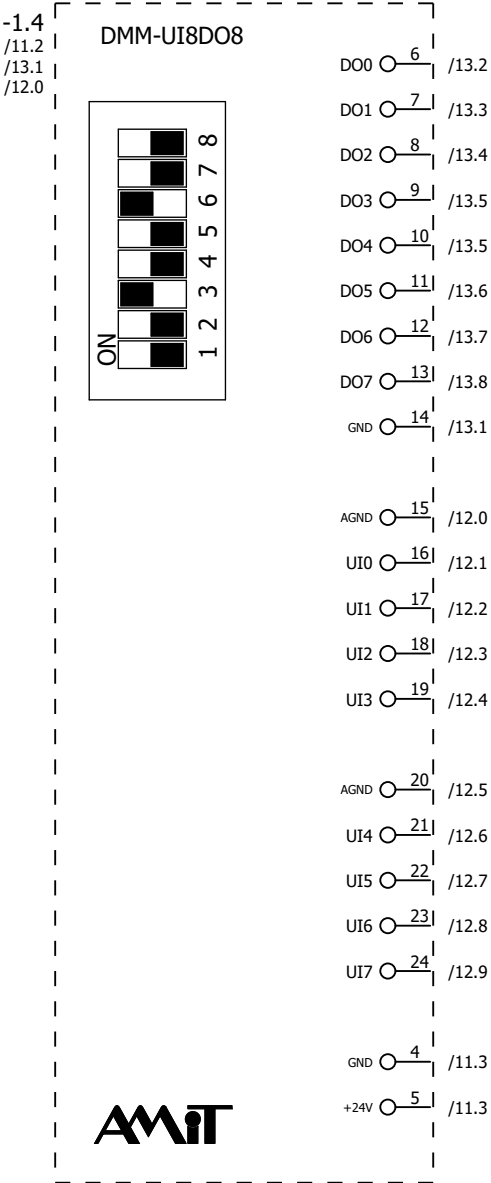 -1.4
/11.2
/13.1
/12.0
DMM-UI8DO8
8
7
6
5
4
3
2
1
ON
DO0 6 /13.2
DO1 7 /13.3
DO2 8 /13.4
DO3 9 /13.5
DO4 10 /13.5
DO5 11 /13.6
DO6 12 /13.7
DO7 13 /13.8
GND 14 /13.1
AGND 15 /12.0
UI0 16 /12.1
UI1 17 /12.2
UI2 18 /12.3
UI3 19 /12.4
AGND 20 /12.5
UI4 21 /12.6
UI5 22 /12.7
UI6 23 /12.8
UI7 24 /12.9
GND 4 /11.3
+24V 5 /11.3
AMiT